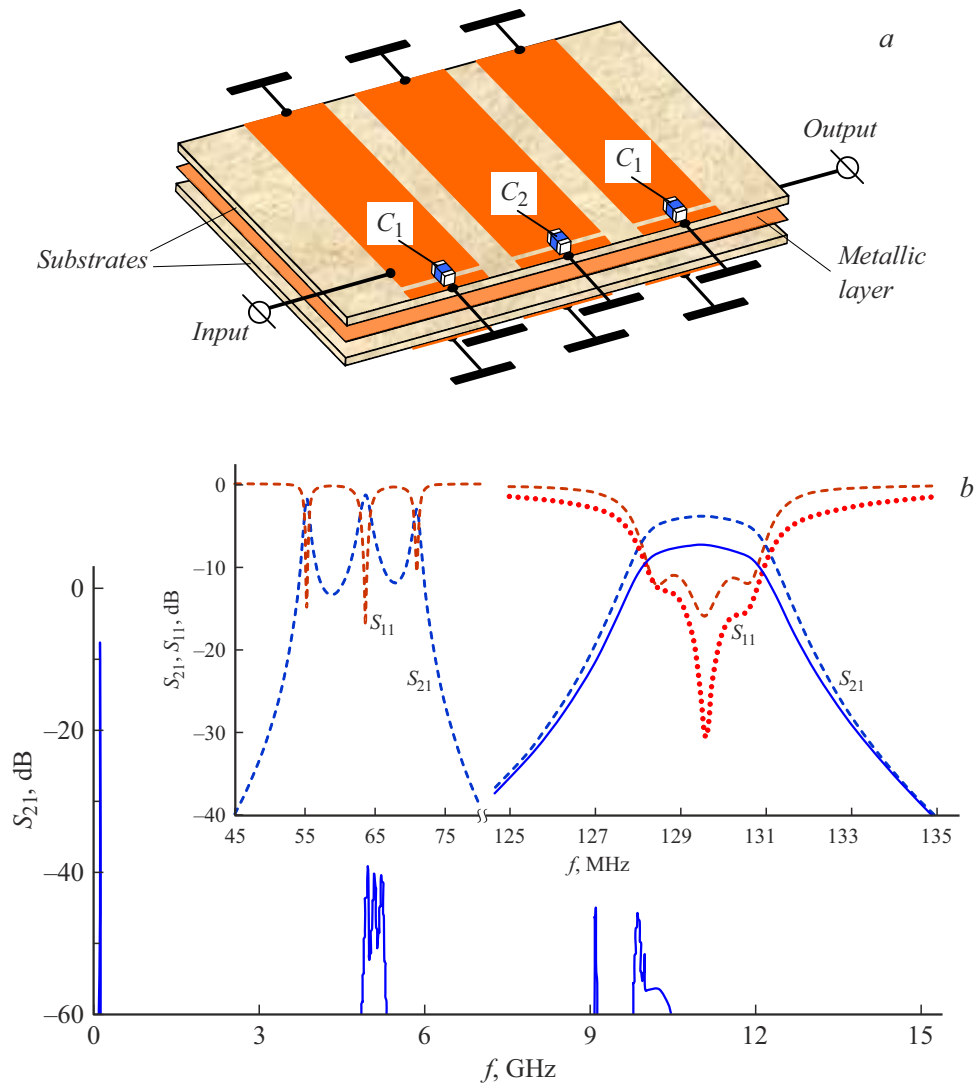 a
Output
C1
C2
C1
Substrates
Metallic
layer
Input
b
0
–10
–20
–30
–40
S21, S11, dB
S11
S21
S11
S21
45 55 65 75 125 127 129 131 133 135
f, MHz
0
–20
–40
–60
S21, dB
0 3 6 9 12 15
f, GHz